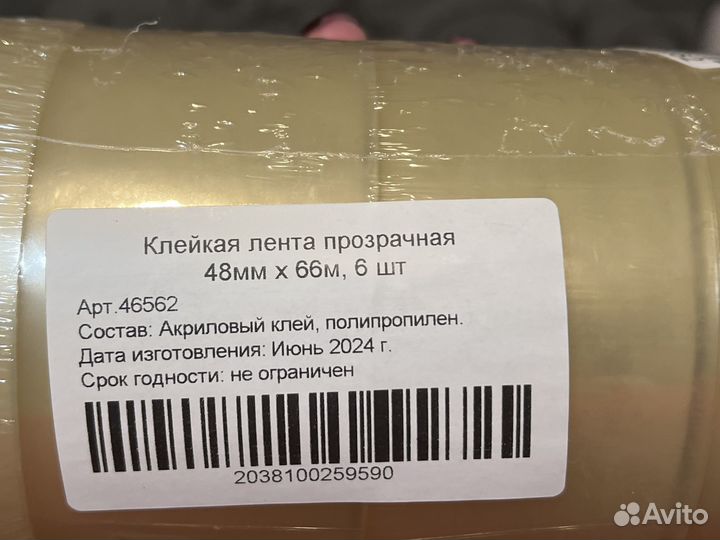 Клейкая лента прозрачная
48мм х 66м, 6 шт
Арт.46562
Состав: Акриловый клей, полипропилен.
Дата изготовления: Июнь 2024 г.
Срок годности: не ограничен
2038100259590
Avito